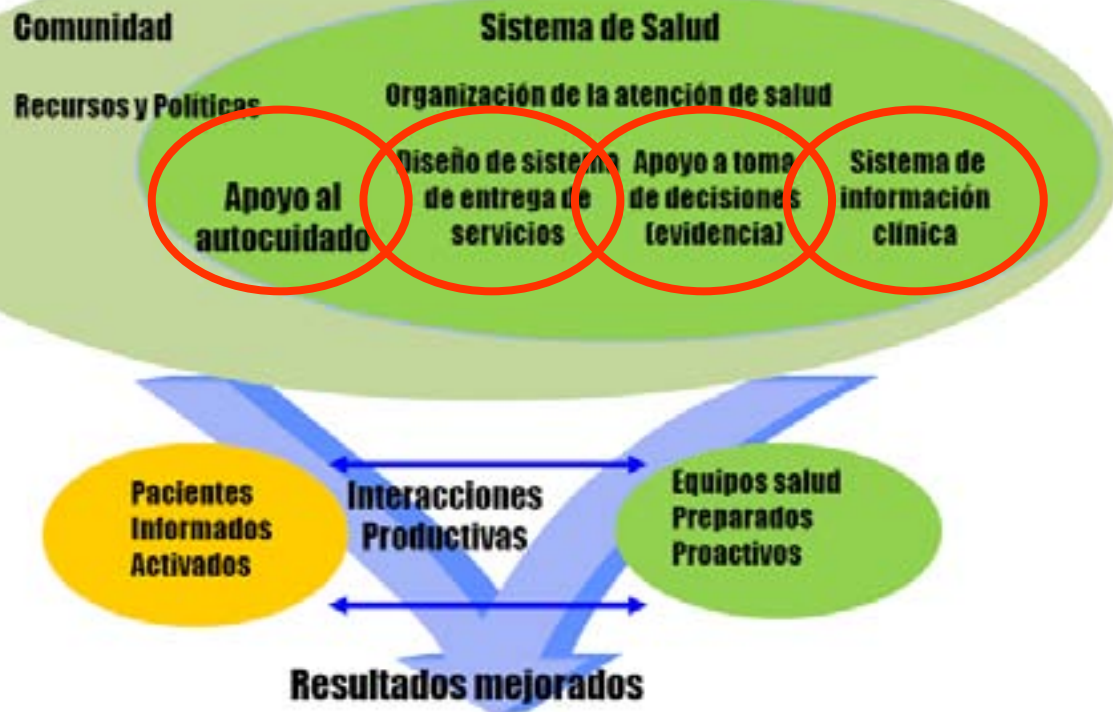 Comunidad
Sistema de Salud
Recursos y Políticas
Organización de la atención de salud
Apoyo al
autocuidado
Diseño de sistema
de entrega de
servicios
Apoyo a toma
de decisiones
(evidencia)
Sistema de
información
clínica
Pacientes
Informados
Activados
Interacciones
Productivas
Equipos salud
Preparados
Proactivos
Resultados mejorados